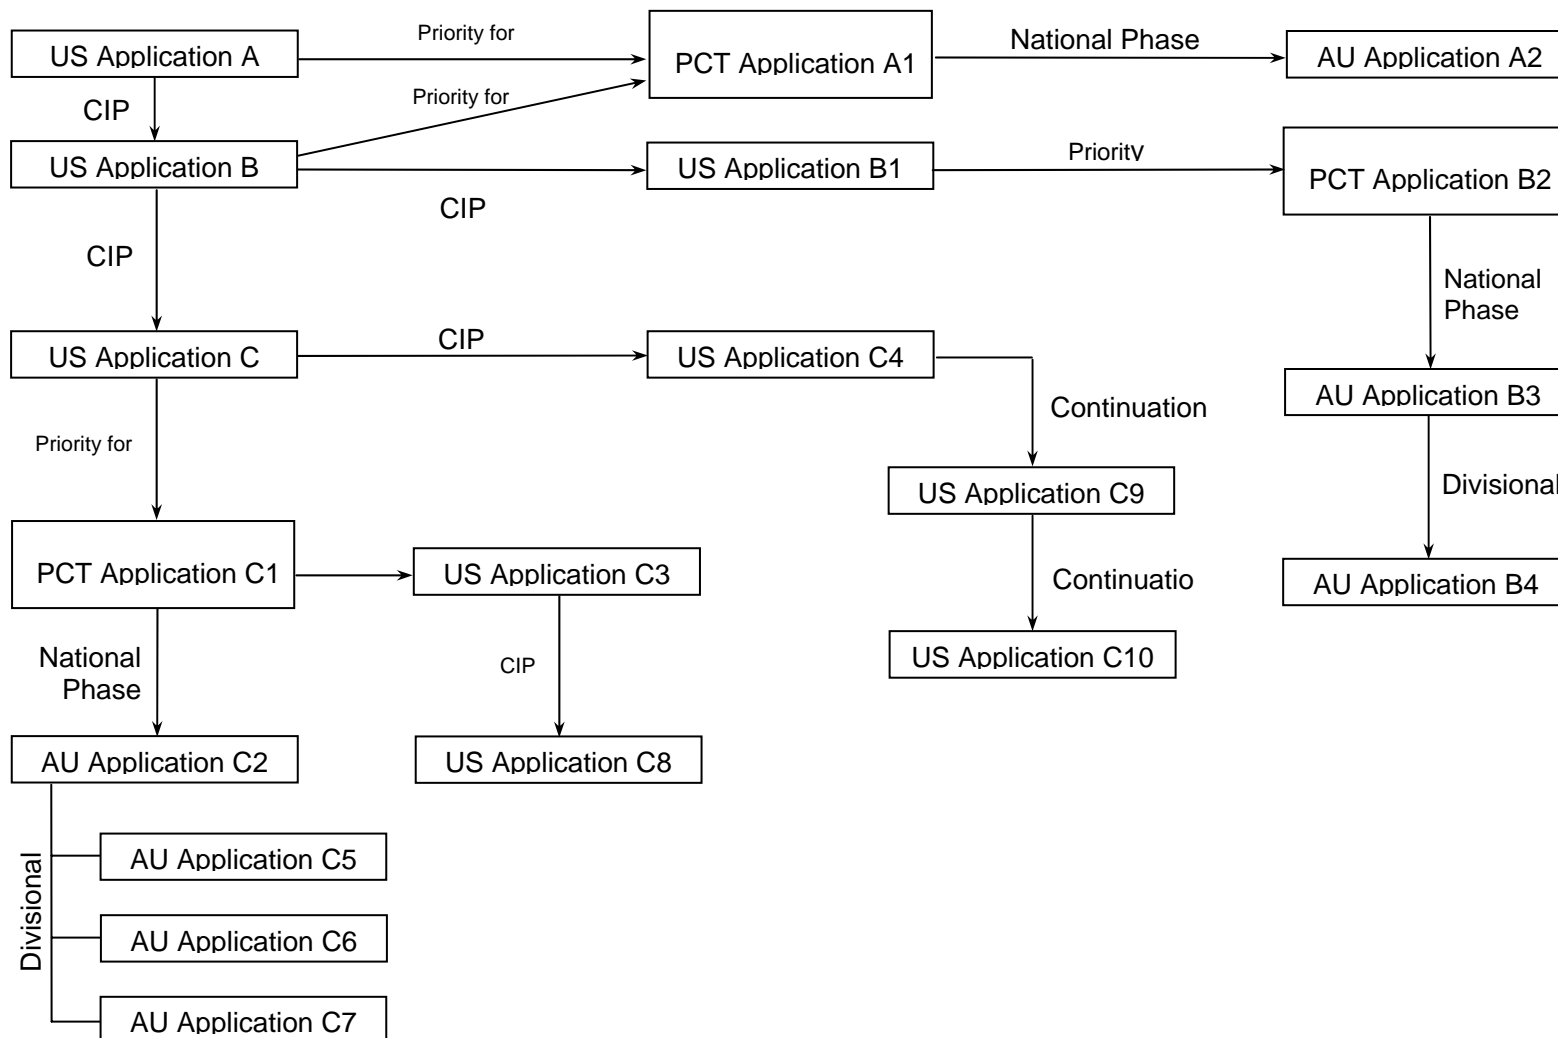 US Application A
Priority for
PCT Application A1
National Phase
AU Application A2
CIP
Priority for
US Application B
CIP
US Application B1
Priority
PCT Application B2
CIP
National
Phase
US Application C
CIP
US Application C4
AU Application B3
Continuation
Priority for
US Application C9
Divisional
PCT Application C1
US Application C3
Continuatio
AU Application B4
National
Phase
CIP
US Application C10
AU Application C2
US Application C8
Divisional
AU Application C5
AU Application C6
AU Application C7